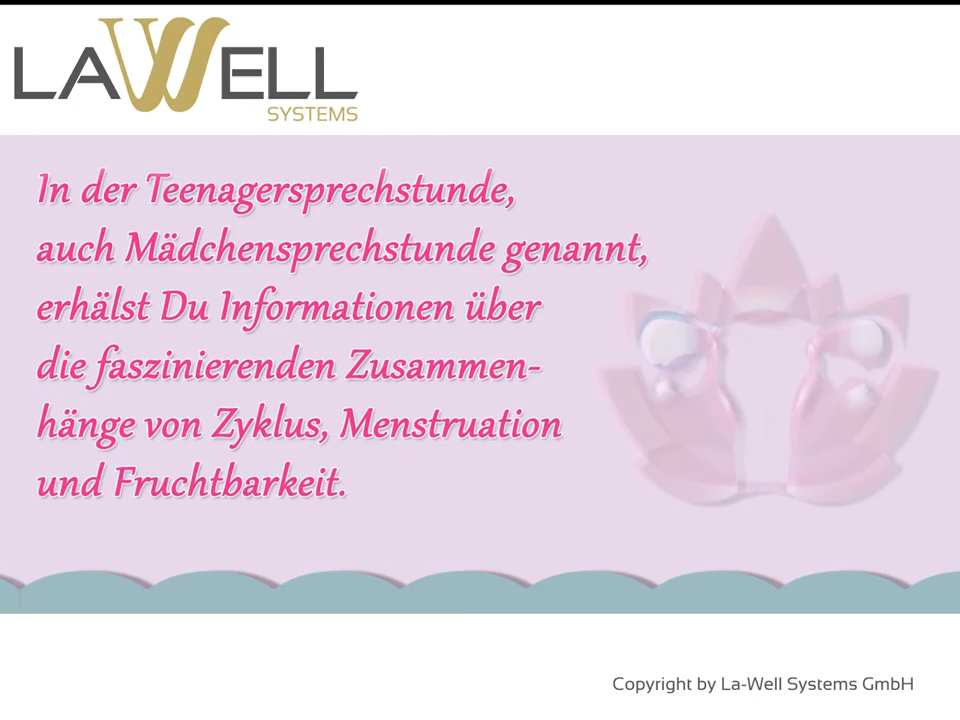 LAWELL
SYSTEMS
In der Teenagersprechstunde,
auch Mädchensprechstunde genannt,
erhälst Du Informationen über
die faszinierenden Zusammen-
hänge von Zyklus, Menstruation
und Fruchtbarkeit.
Copyright by La-Well Systems GmbH